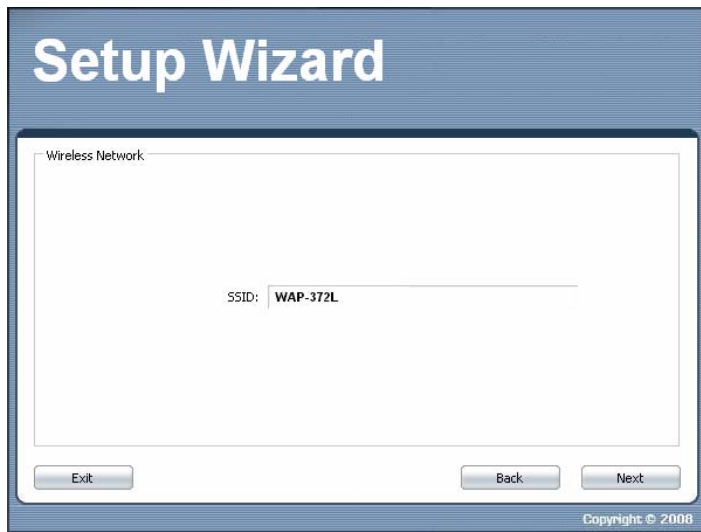 Setup Wizard
Wireless Network
SSID: WAP-372L
Exit Back Next
Copyright © 2008